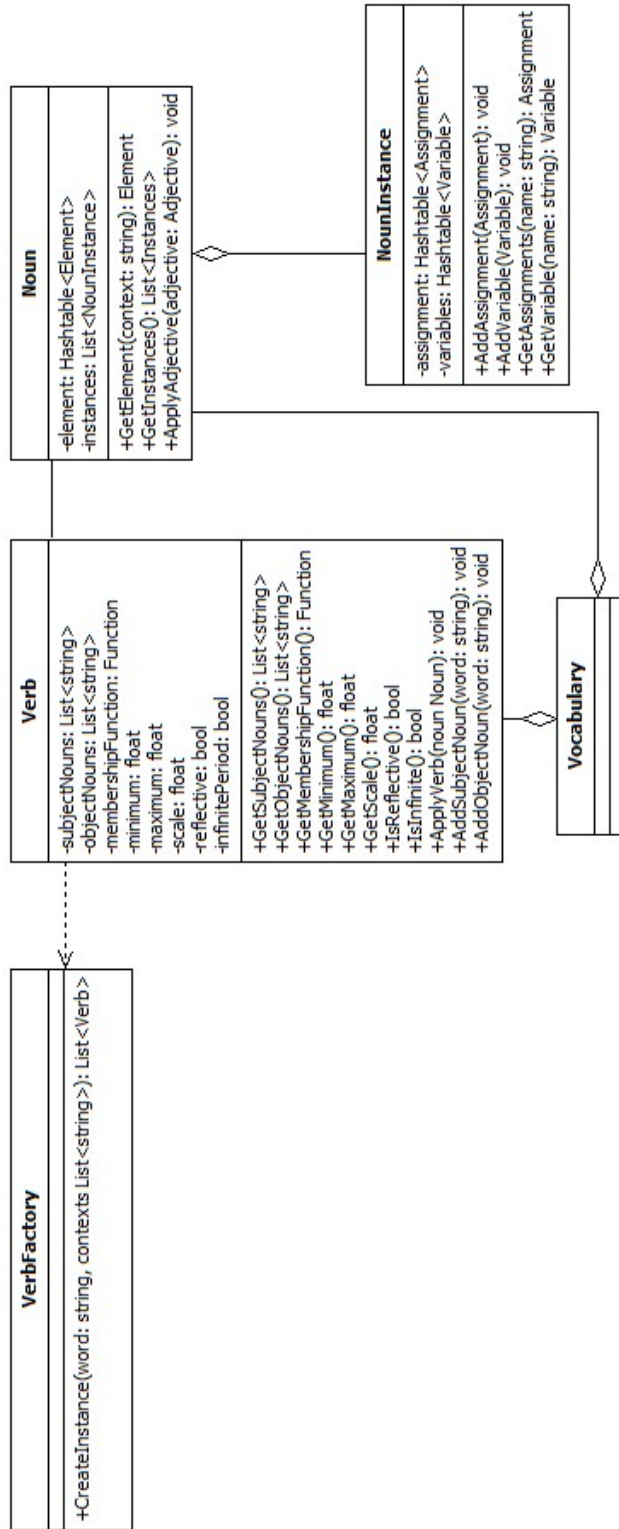 VerbFactory
+CreateInstance(word: string, contexts List<string>): List<Verb>
Verb
-subjectNouns: List<string>
-objectNouns: List<string>
-membershipFunction: Function
-minimum: float
-maximum: float
-scale: float
-reflective: bool
-infinitePeriod: bool
+GetSubjectNouns(): List<string>
+GetObjectNouns(): List<string>
+GetMembershipFunction(): Function
+GetMinimum(): float
+GetMaximum(): float
+GetScale(): float
+IsReflective(): bool
+IsInfinite(): bool
+ApplyVerb(noun Noun): void
+AddSubjectNoun(word: string): void
+AddObjectNoun(word: string): void
Noun
-element: Hashtable<Element>
-instances: List<NounInstance>
+GetElement(context: string): Element
+GetInstances(): List<Instances>
+ApplyAdjective(adjective: Adjective): void
NounInstance
-assignment: Hashtable<Assignment>
-variables: Hashtable<Variable>
+AddAssignment(Assignment): void
+AddVariable(Variable): void
+GetAssignments(name: string): Assignment
+GetVariable(name: string): Variable
Vocabulary